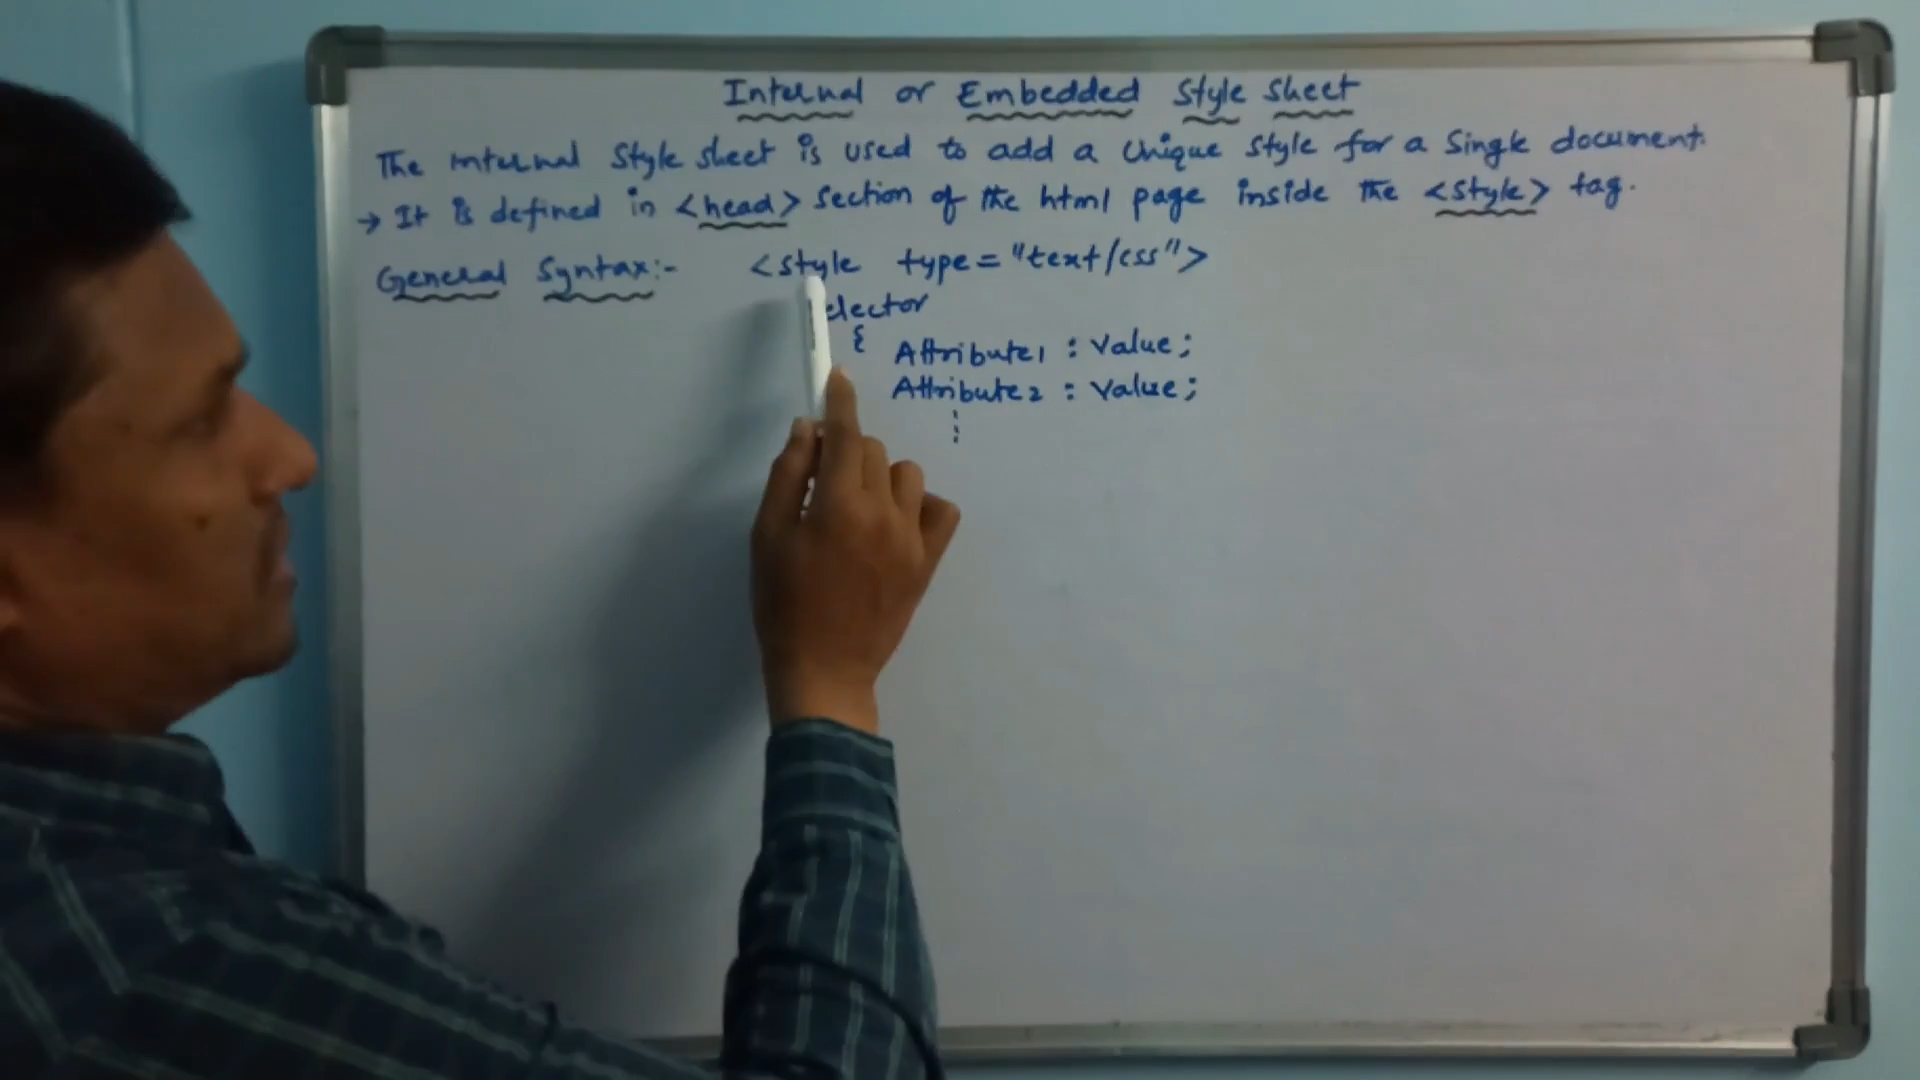 Internal or Embedded Style Sheet
The internal Style sheet is used to add a Unique Style for a Single document.
→ It is defined in <head> section of the html page inside the <style> tag.
General Syntax:- <style type="text/css">
elector
{ Attribute1 : Value;
Attribute2 : Value;
⋮